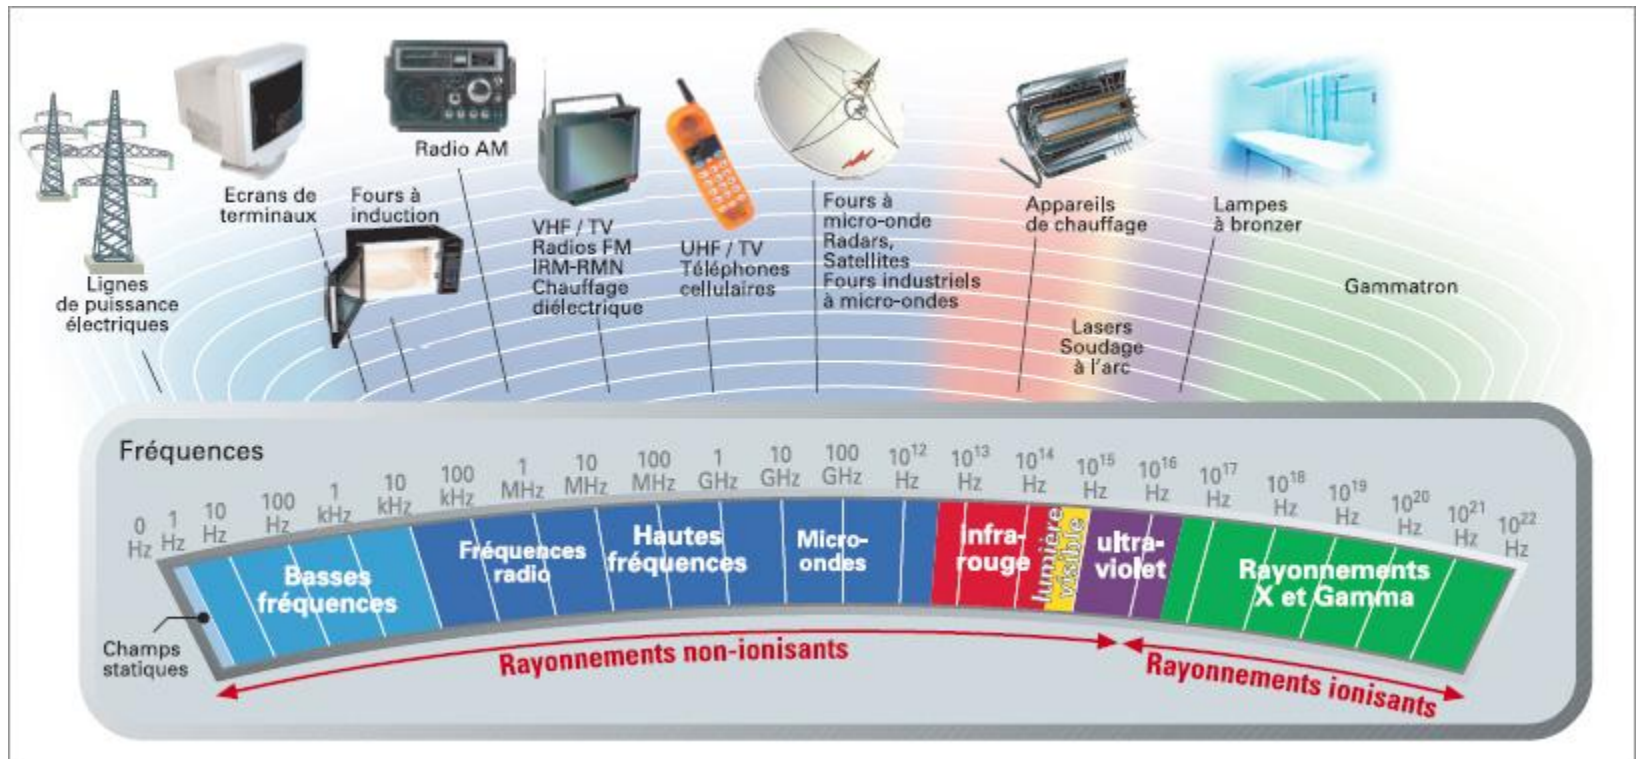 Radio AM
Ecrans de
terminaux
Fours à
induction
Lignes
de puissance
électriques
VHF / TV
Radios FM
IRM-RMN
Chauffage
diélectrique
UHF / TV
Téléphones
cellulaires
Fours à
micro-onde
Radars,
Satellites
Fours industriels
à micro-ondes
Appareils
de chauffage
Lampes
à bronzer
Gammatron
Lasers
Soudage
à l'arc
Fréquences
0 Hz
1 Hz
10 Hz
100 Hz
1 kHz
10 kHz
100 kHz
1 MHz
10 MHz
100 MHz
1 GHz
10 GHz
100 GHz
10¹² Hz
10¹³ Hz
10¹⁴ Hz
10¹⁵ Hz
10¹⁶ Hz
10¹⁷ Hz
10¹⁸ Hz
10¹⁹ Hz
10²⁰ Hz
10²¹ Hz
10²² Hz
Basses
fréquences
Fréquences
radio
Hautes
fréquences
Micro-
ondes
infra-
rouge
lumière
visible
ultra-
violet
Rayonnements
X et Gamma
Champs
statiques
Rayonnements non-ionisants
Rayonnements ionisants